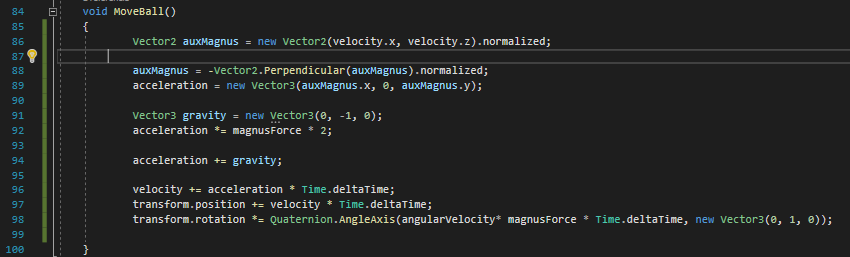 84 void MoveBall()
85 {
86 Vector2 auxMagnus = new Vector2(velocity.x, velocity.z).normalized;
87
88 auxMagnus = -Vector2.Perpendicular(auxMagnus).normalized;
89 acceleration = new Vector3(auxMagnus.x, 0, auxMagnus.y);
90
91 Vector3 gravity = new Vector3(0, -1, 0);
92 acceleration *= magnusForce * 2;
93
94 acceleration += gravity;
95
96 velocity += acceleration * Time.deltaTime;
97 transform.position += velocity * Time.deltaTime;
98 transform.rotation *= Quaternion.AngleAxis(angularVelocity* magnusForce * Time.deltaTime, new Vector3(0, 1, 0));
99
100 }